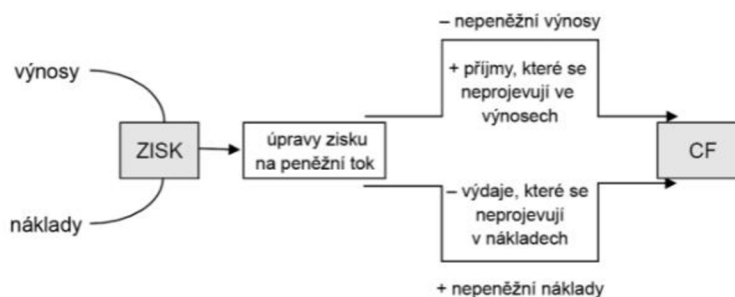 – nepeněžní výnosy
výnosy
+ příjmy, které se
neprojevují ve
výnosech
ZISK
úpravy zisku
na peněžní tok
CF
– výdaje, které se
neprojevují
v nákladech
náklady
+ nepeněžní náklady